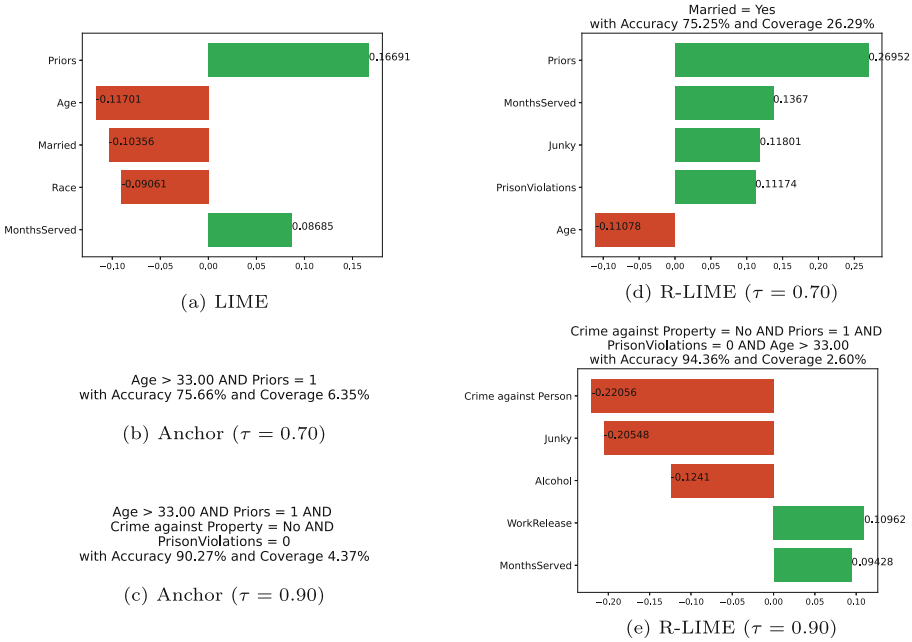 Priors
Age
Married
Race
MonthsServed
0.16691
-0.11701
-0.10356
-0.09061
0.08685
−0.10
−0.05
0.00
0.05
0.10
0.15
(a) LIME
Age > 33.00 AND Priors = 1
with Accuracy 75.66% and Coverage 6.35%
(b) Anchor (τ = 0.70)
Age > 33.00 AND Priors = 1 AND
Crime against Property = No AND
PrisonViolations = 0
with Accuracy 90.27% and Coverage 4.37%
(c) Anchor (τ = 0.90)
Married = Yes
with Accuracy 75.25% and Coverage 26.29%
Priors
MonthsServed
Junky
PrisonViolations
Age
0.26952
0.1367
0.11801
0.11174
-0.11078
−0.10
−0.05
0.00
0.05
0.10
0.15
0.20
0.25
(d) R-LIME (τ = 0.70)
Crime against Property = No AND Priors = 1 AND
PrisonViolations = 0 AND Age > 33.00
with Accuracy 94.36% and Coverage 2.60%
Crime against Person
Junky
Alcohol
WorkRelease
MonthsServed
-0.22056
-0.20548
-0.1241
0.10962
0.09428
−0.20
−0.15
−0.10
−0.05
0.00
0.05
0.10
(e) R-LIME (τ = 0.90)